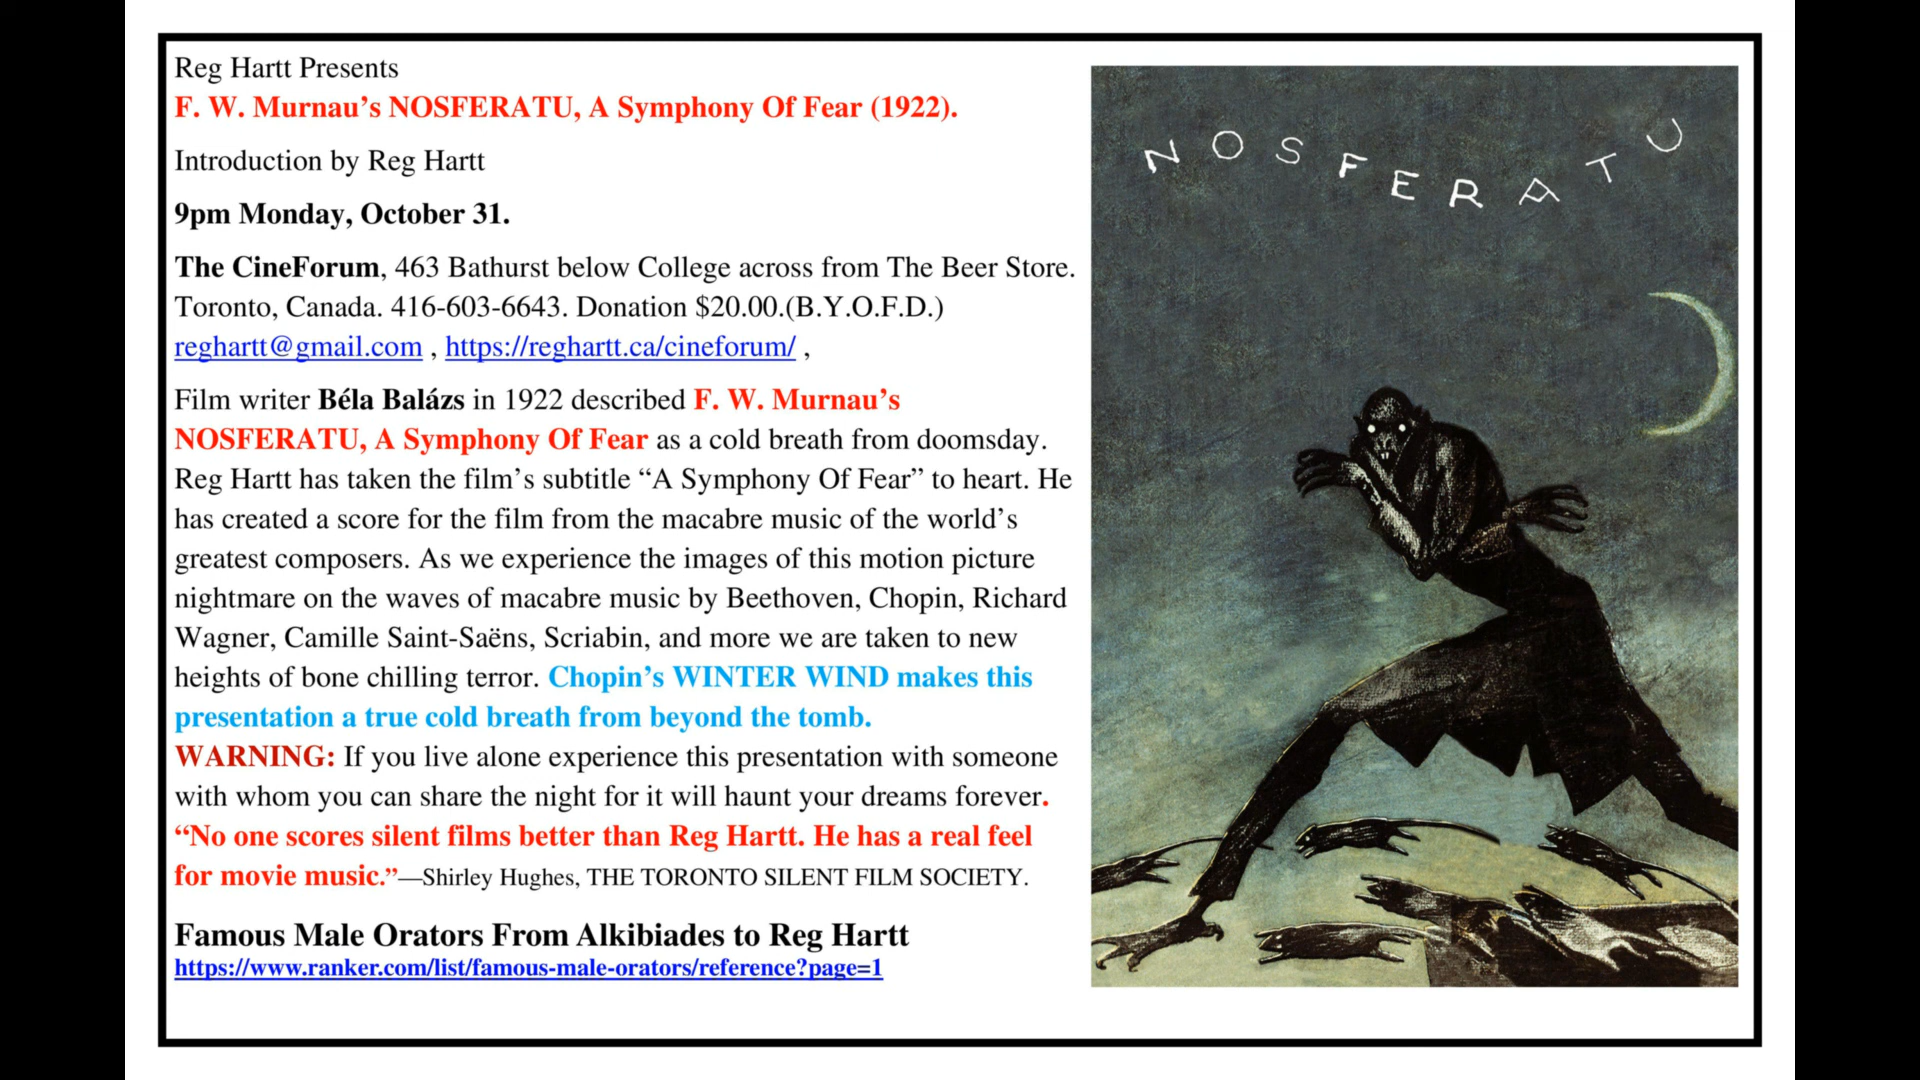 Reg Hartt Presents
F. W. Murnau’s NOSFERATU, A Symphony Of Fear (1922).
Introduction by Reg Hartt
9pm Monday, October 31.
The CineForum, 463 Bathurst below College across from The Beer Store.
Toronto, Canada. 416-603-6643. Donation $20.00.(B.Y.O.F.D.)
reghartt@gmail.com , https://reghartt.ca/cineforum/ ,
Film writer Béla Balázs in 1922 described F. W. Murnau’s
NOSFERATU, A Symphony Of Fear as a cold breath from doomsday.
Reg Hartt has taken the film’s subtitle “A Symphony Of Fear” to heart. He
has created a score for the film from the macabre music of the world’s
greatest composers. As we experience the images of this motion picture
nightmare on the waves of macabre music by Beethoven, Chopin, Richard
Wagner, Camille Saint-Saëns, Scriabin, and more we are taken to new
heights of bone chilling terror. Chopin’s WINTER WIND makes this
presentation a true cold breath from beyond the tomb.
WARNING: If you live alone experience this presentation with someone
with whom you can share the night for it will haunt your dreams forever.
“No one scores silent films better than Reg Hartt. He has a real feel
for movie music.”—Shirley Hughes, THE TORONTO SILENT FILM SOCIETY.
Famous Male Orators From Alkibiades to Reg Hartt
https://www.ranker.com/list/famous-male-orators/reference?page=1
NOSFERATU